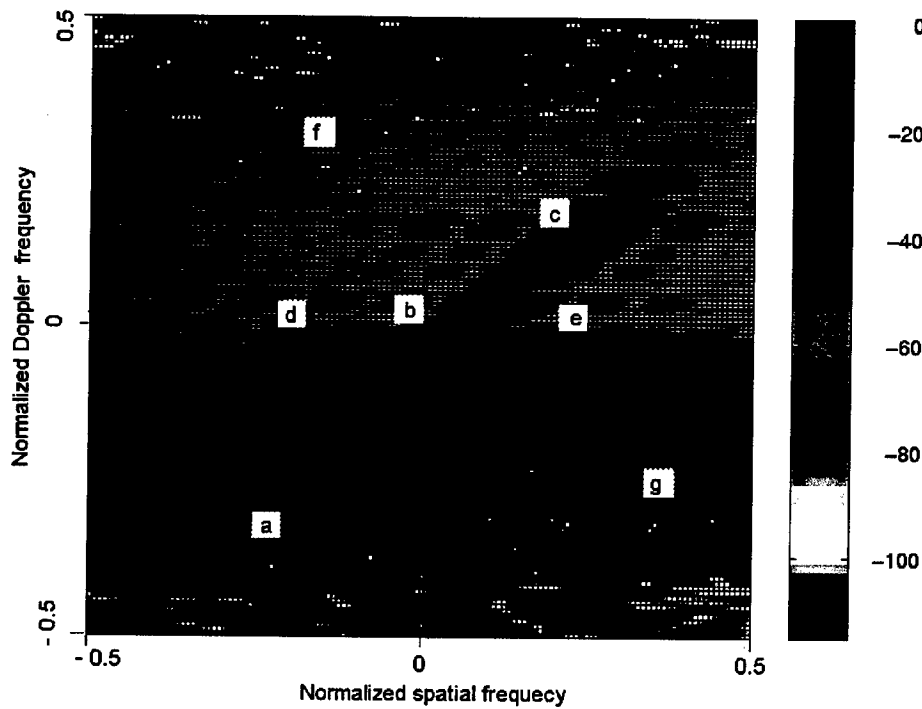 0.5
0
-20
f
c
-40
Normalized Doppler frequency
d
b
e
0
-60
g
-80
a
-100
-0.5
-0.5
0
0.5
Normalized spatial frequecy